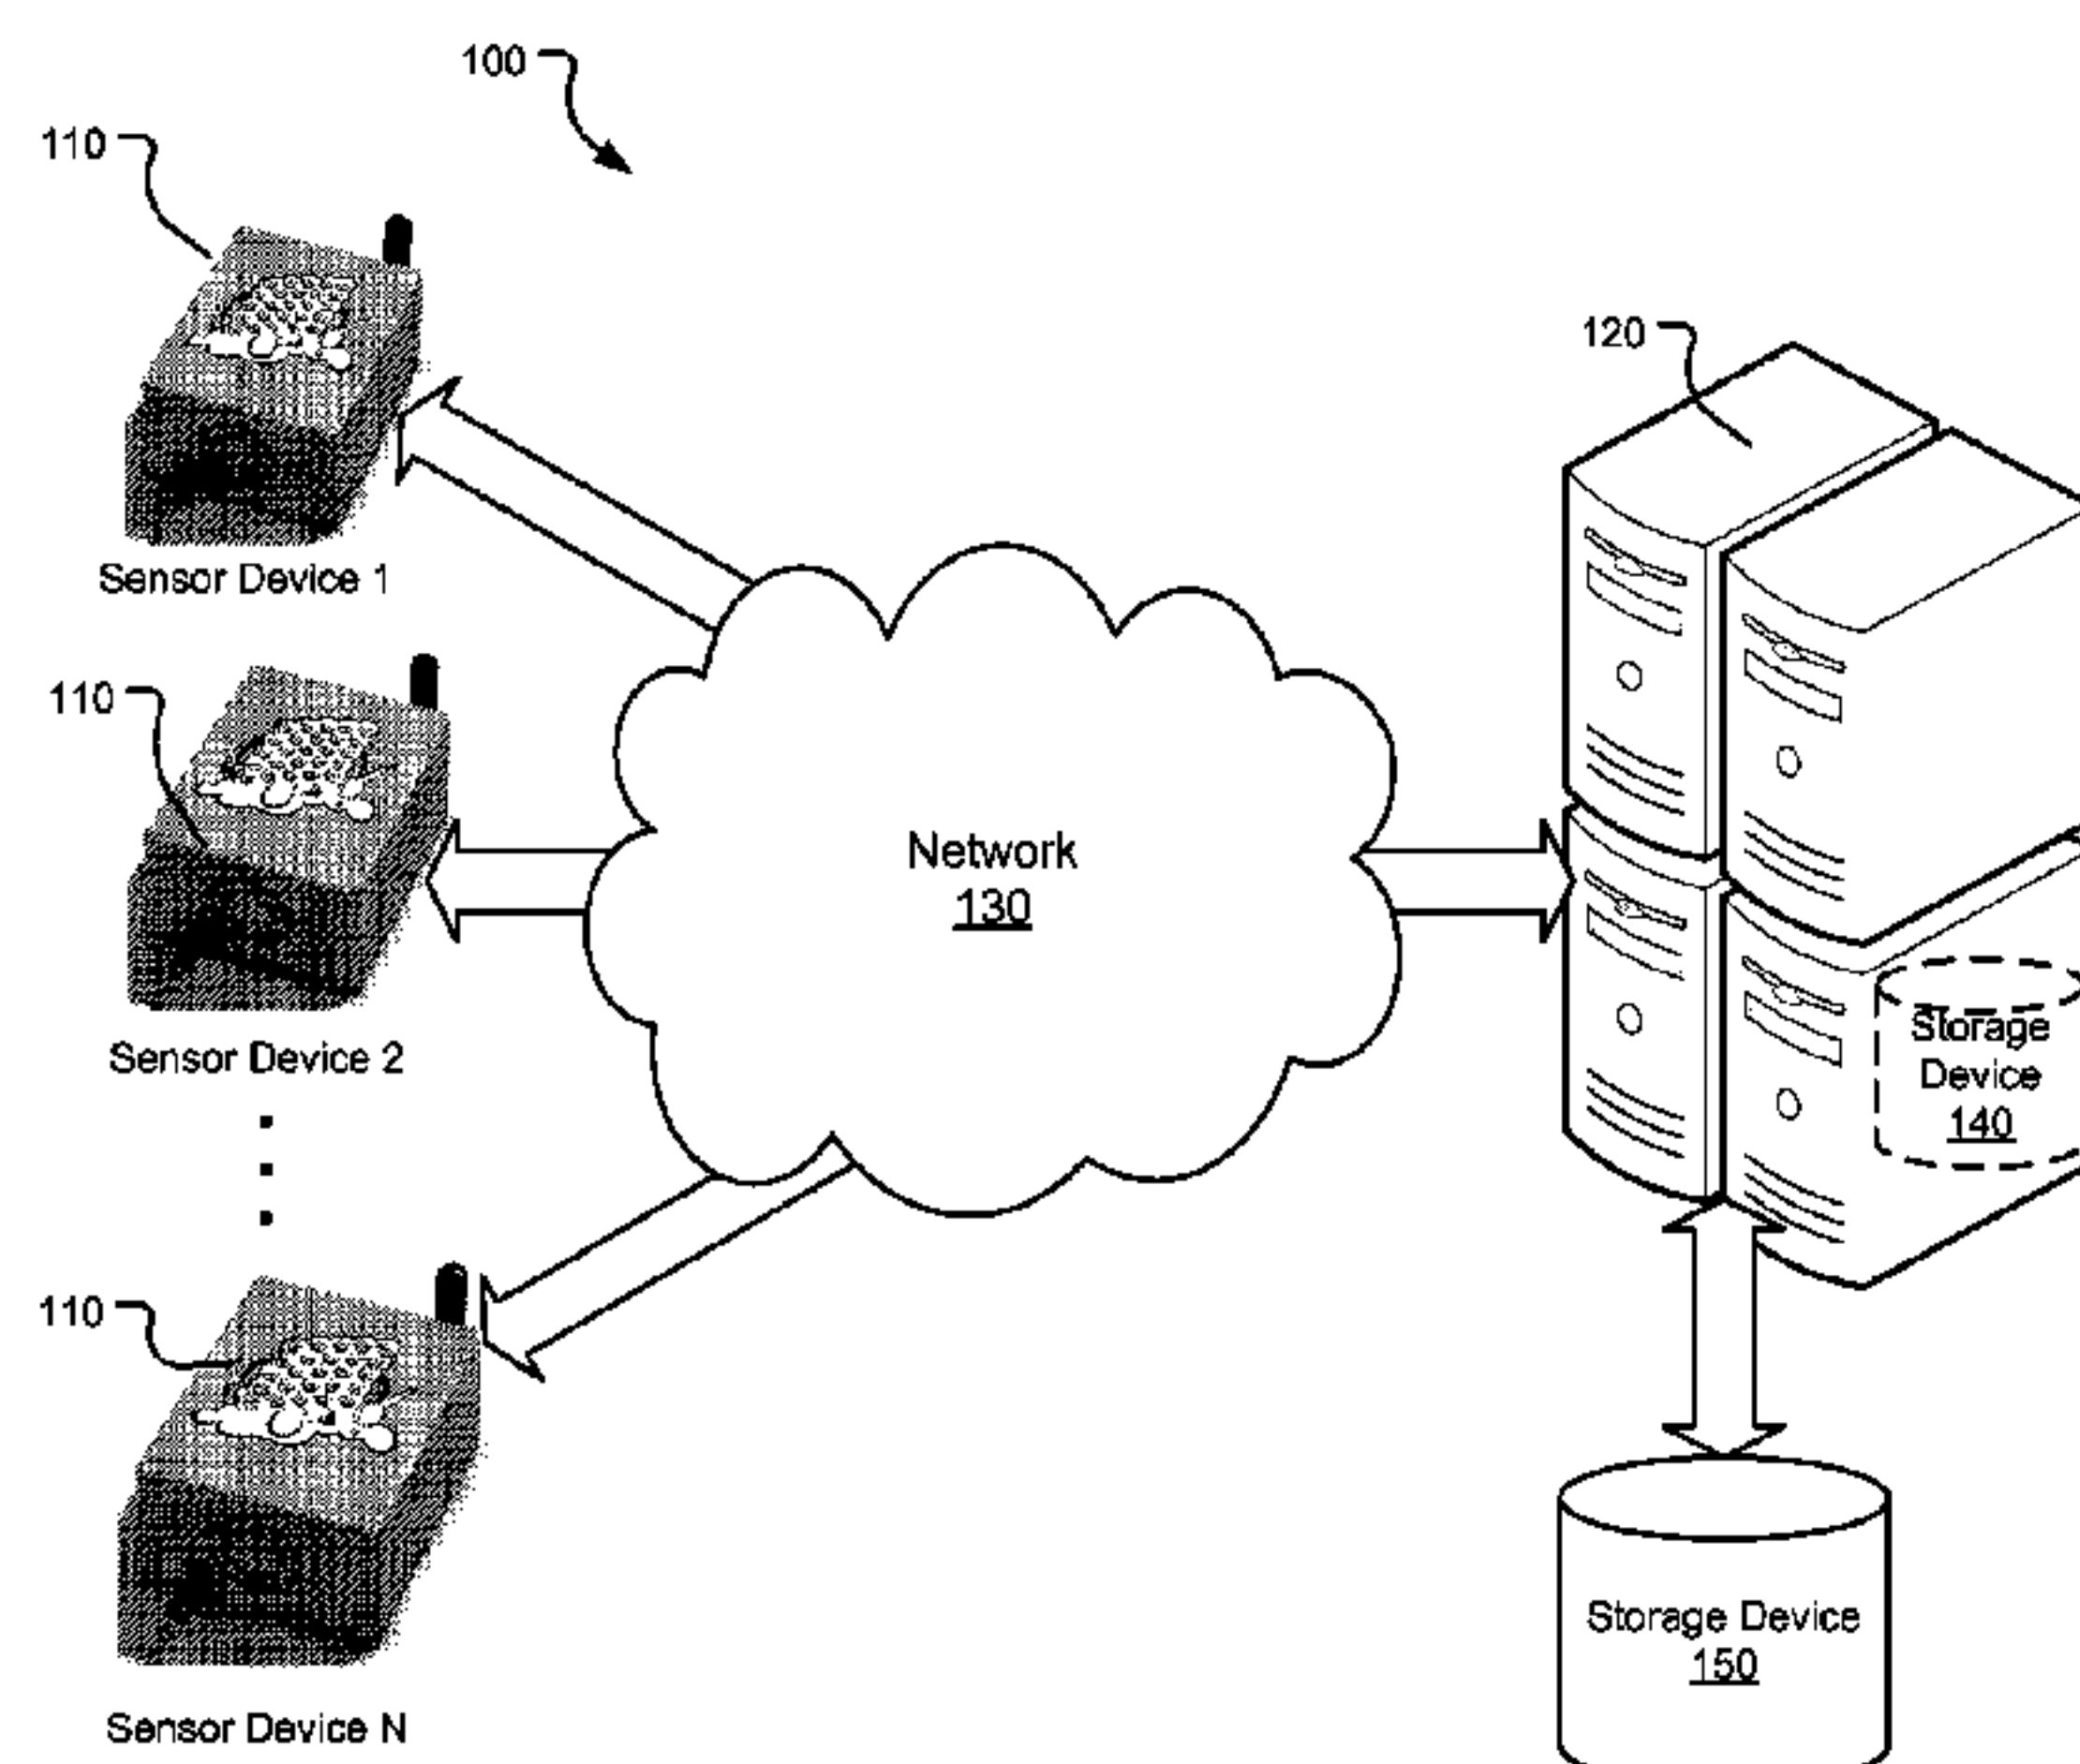 100
110
Sensor Device 1
120
110
Sensor Device 2
Network
130
Storage
Device
140
110
Sensor Device N
Storage Device
150